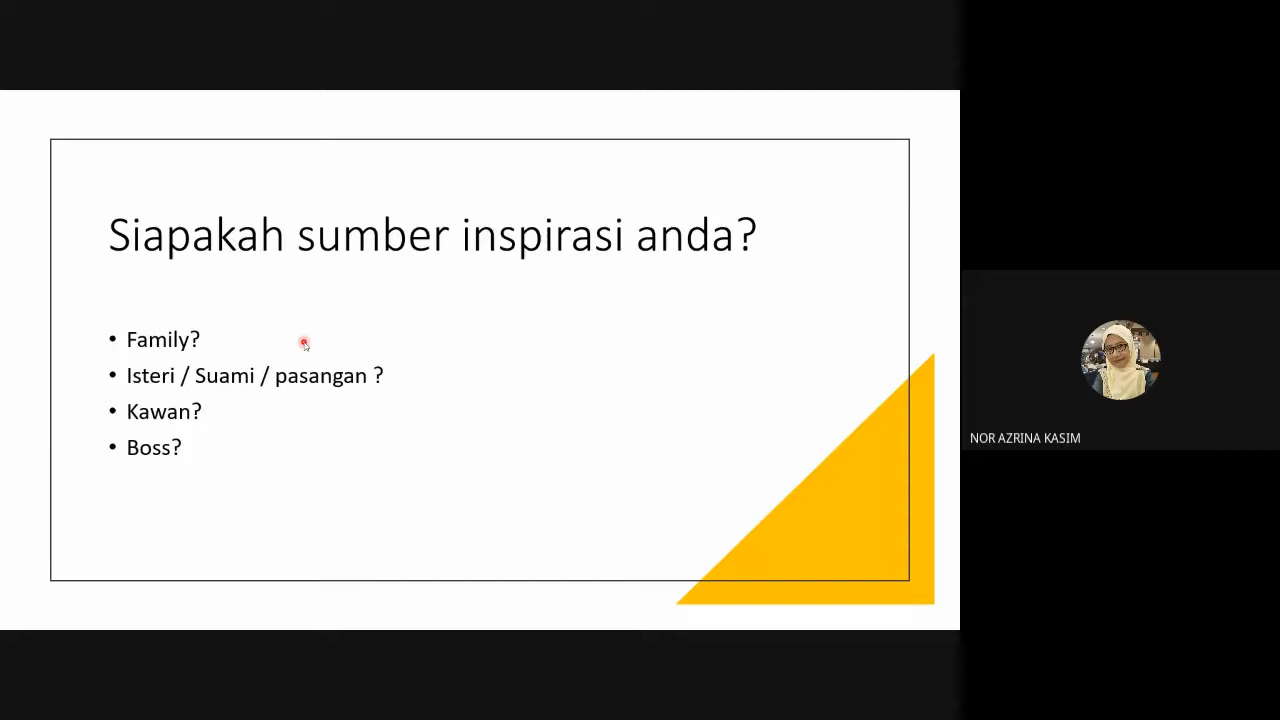 Siapakah sumber inspirasi anda?
• Family?
• Isteri / Suami / pasangan ?
• Kawan?
• Boss?
NOR AZRINA KASIM